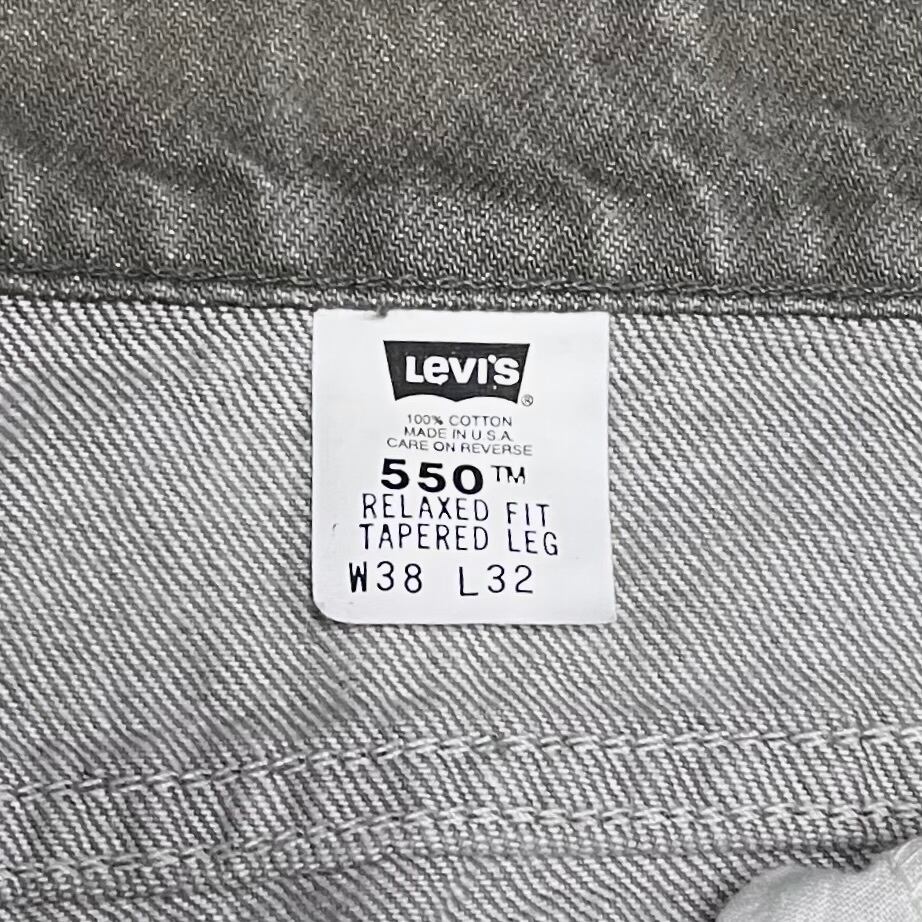 LEVI'S®
100% COTTON
MADE IN U S A
CARE ON REVERSE
550™
RELAXED FIT
TAPERED LEG
W38 L32